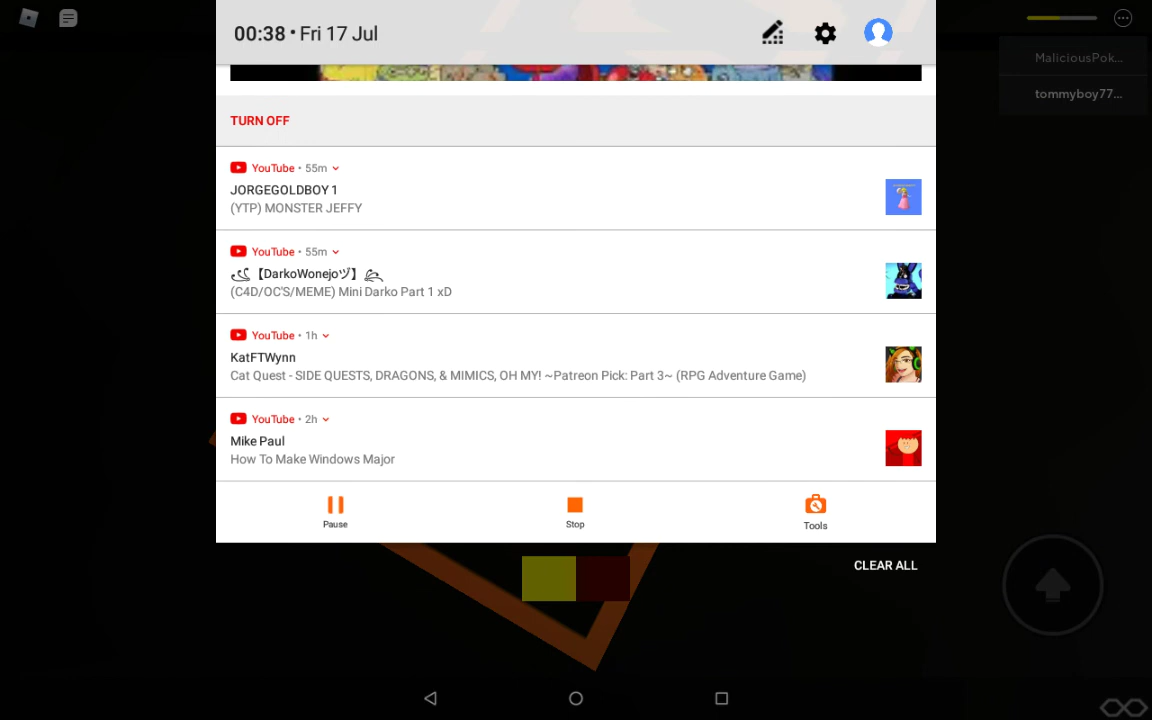 00:38 • Fri 17 Jul
MaliciousPok...
tommyboy77...
TURN OFF
YouTube • 55m
JORGEGOLDBOY 1
(YTP) MONSTER JEFFY
YouTube • 55m
【DarkoWonejoヅ】
(C4D/OC'S/MEME) Mini Darko Part 1 xD
YouTube • 1h
KatFTWynn
Cat Quest - SIDE QUESTS, DRAGONS, & MIMICS, OH MY! ~Patreon Pick: Part 3~ (RPG Adventure Game)
YouTube • 2h
Mike Paul
How To Make Windows Major
Pause
Stop
Tools
CLEAR ALL